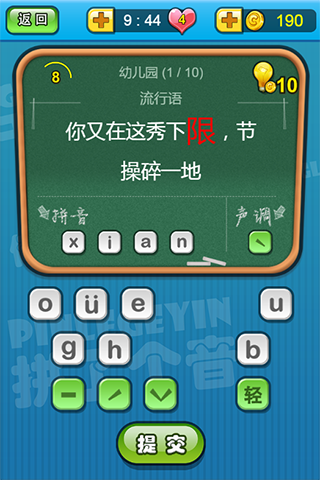 返回 9:44 4 190
8 幼儿园 (1 / 10) 10
流行语
你又在这秀下限，节
操碎一地
拼音 声调
x i a n ˋ
o ü e u
g h b
ˉ ˊ ˇ 轻
提交